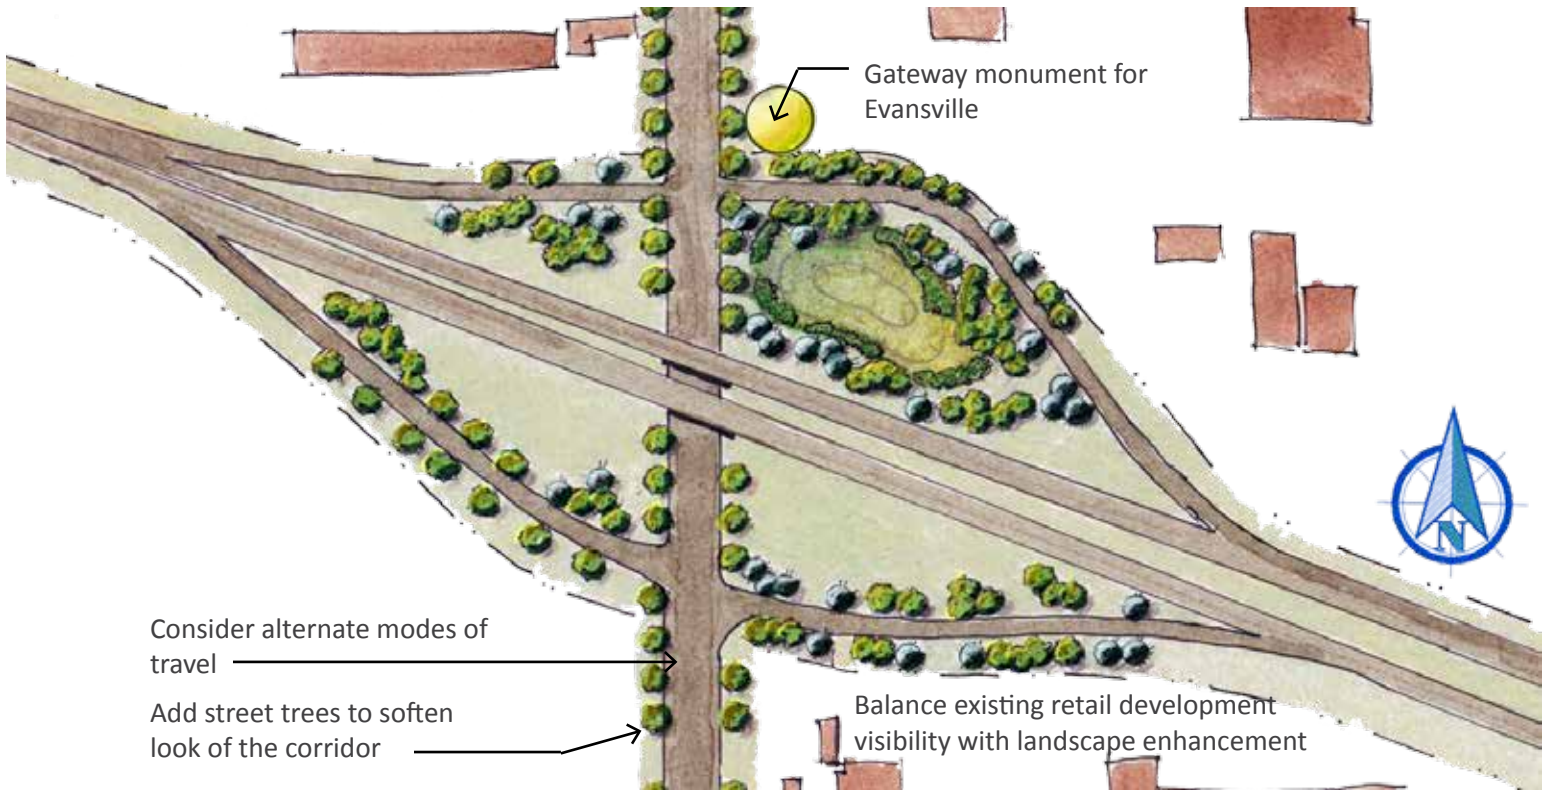 Gateway monument for
Evansville
N
Consider alternate modes of
travel
Add street trees to soften
look of the corridor
Balance existing retail development
visibility with landscape enhancement